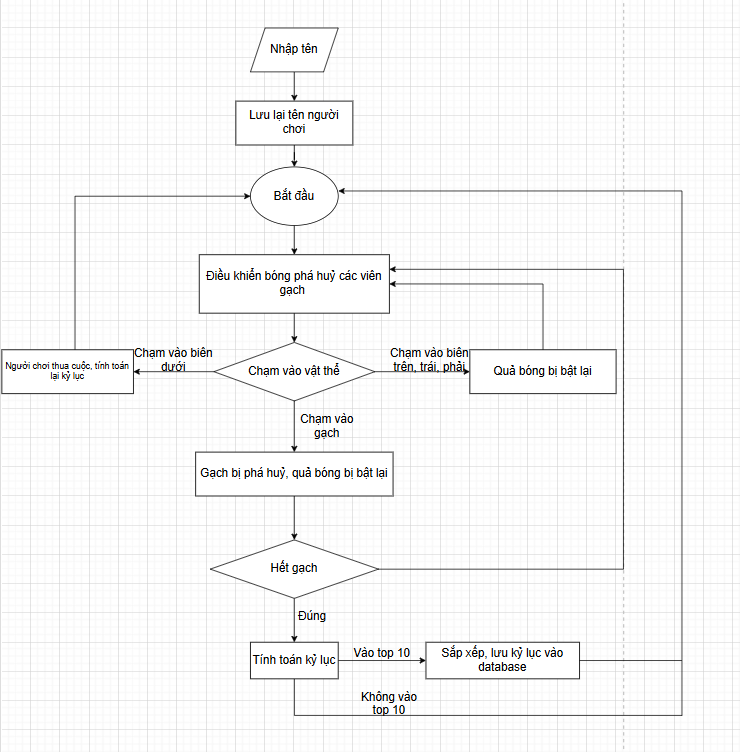 Nhập tên
Lưu lại tên người
chơi
Bắt đầu
Điều khiển bóng phá huỷ các viên
gạch
Người chơi thua cuộc, tính toán
lại kỷ lục
Chạm vào biên
dưới
Chạm vào vật thể
Chạm vào biên
trên, trái, phải
Quả bóng bị bật lại
Chạm vào
gạch
Gạch bị phá huỷ, quả bóng bị bật lại
Hết gạch
Đúng
Tính toán kỷ lục
Vào top 10
Sắp xếp, lưu kỷ lục vào
database
Không vào
top 10